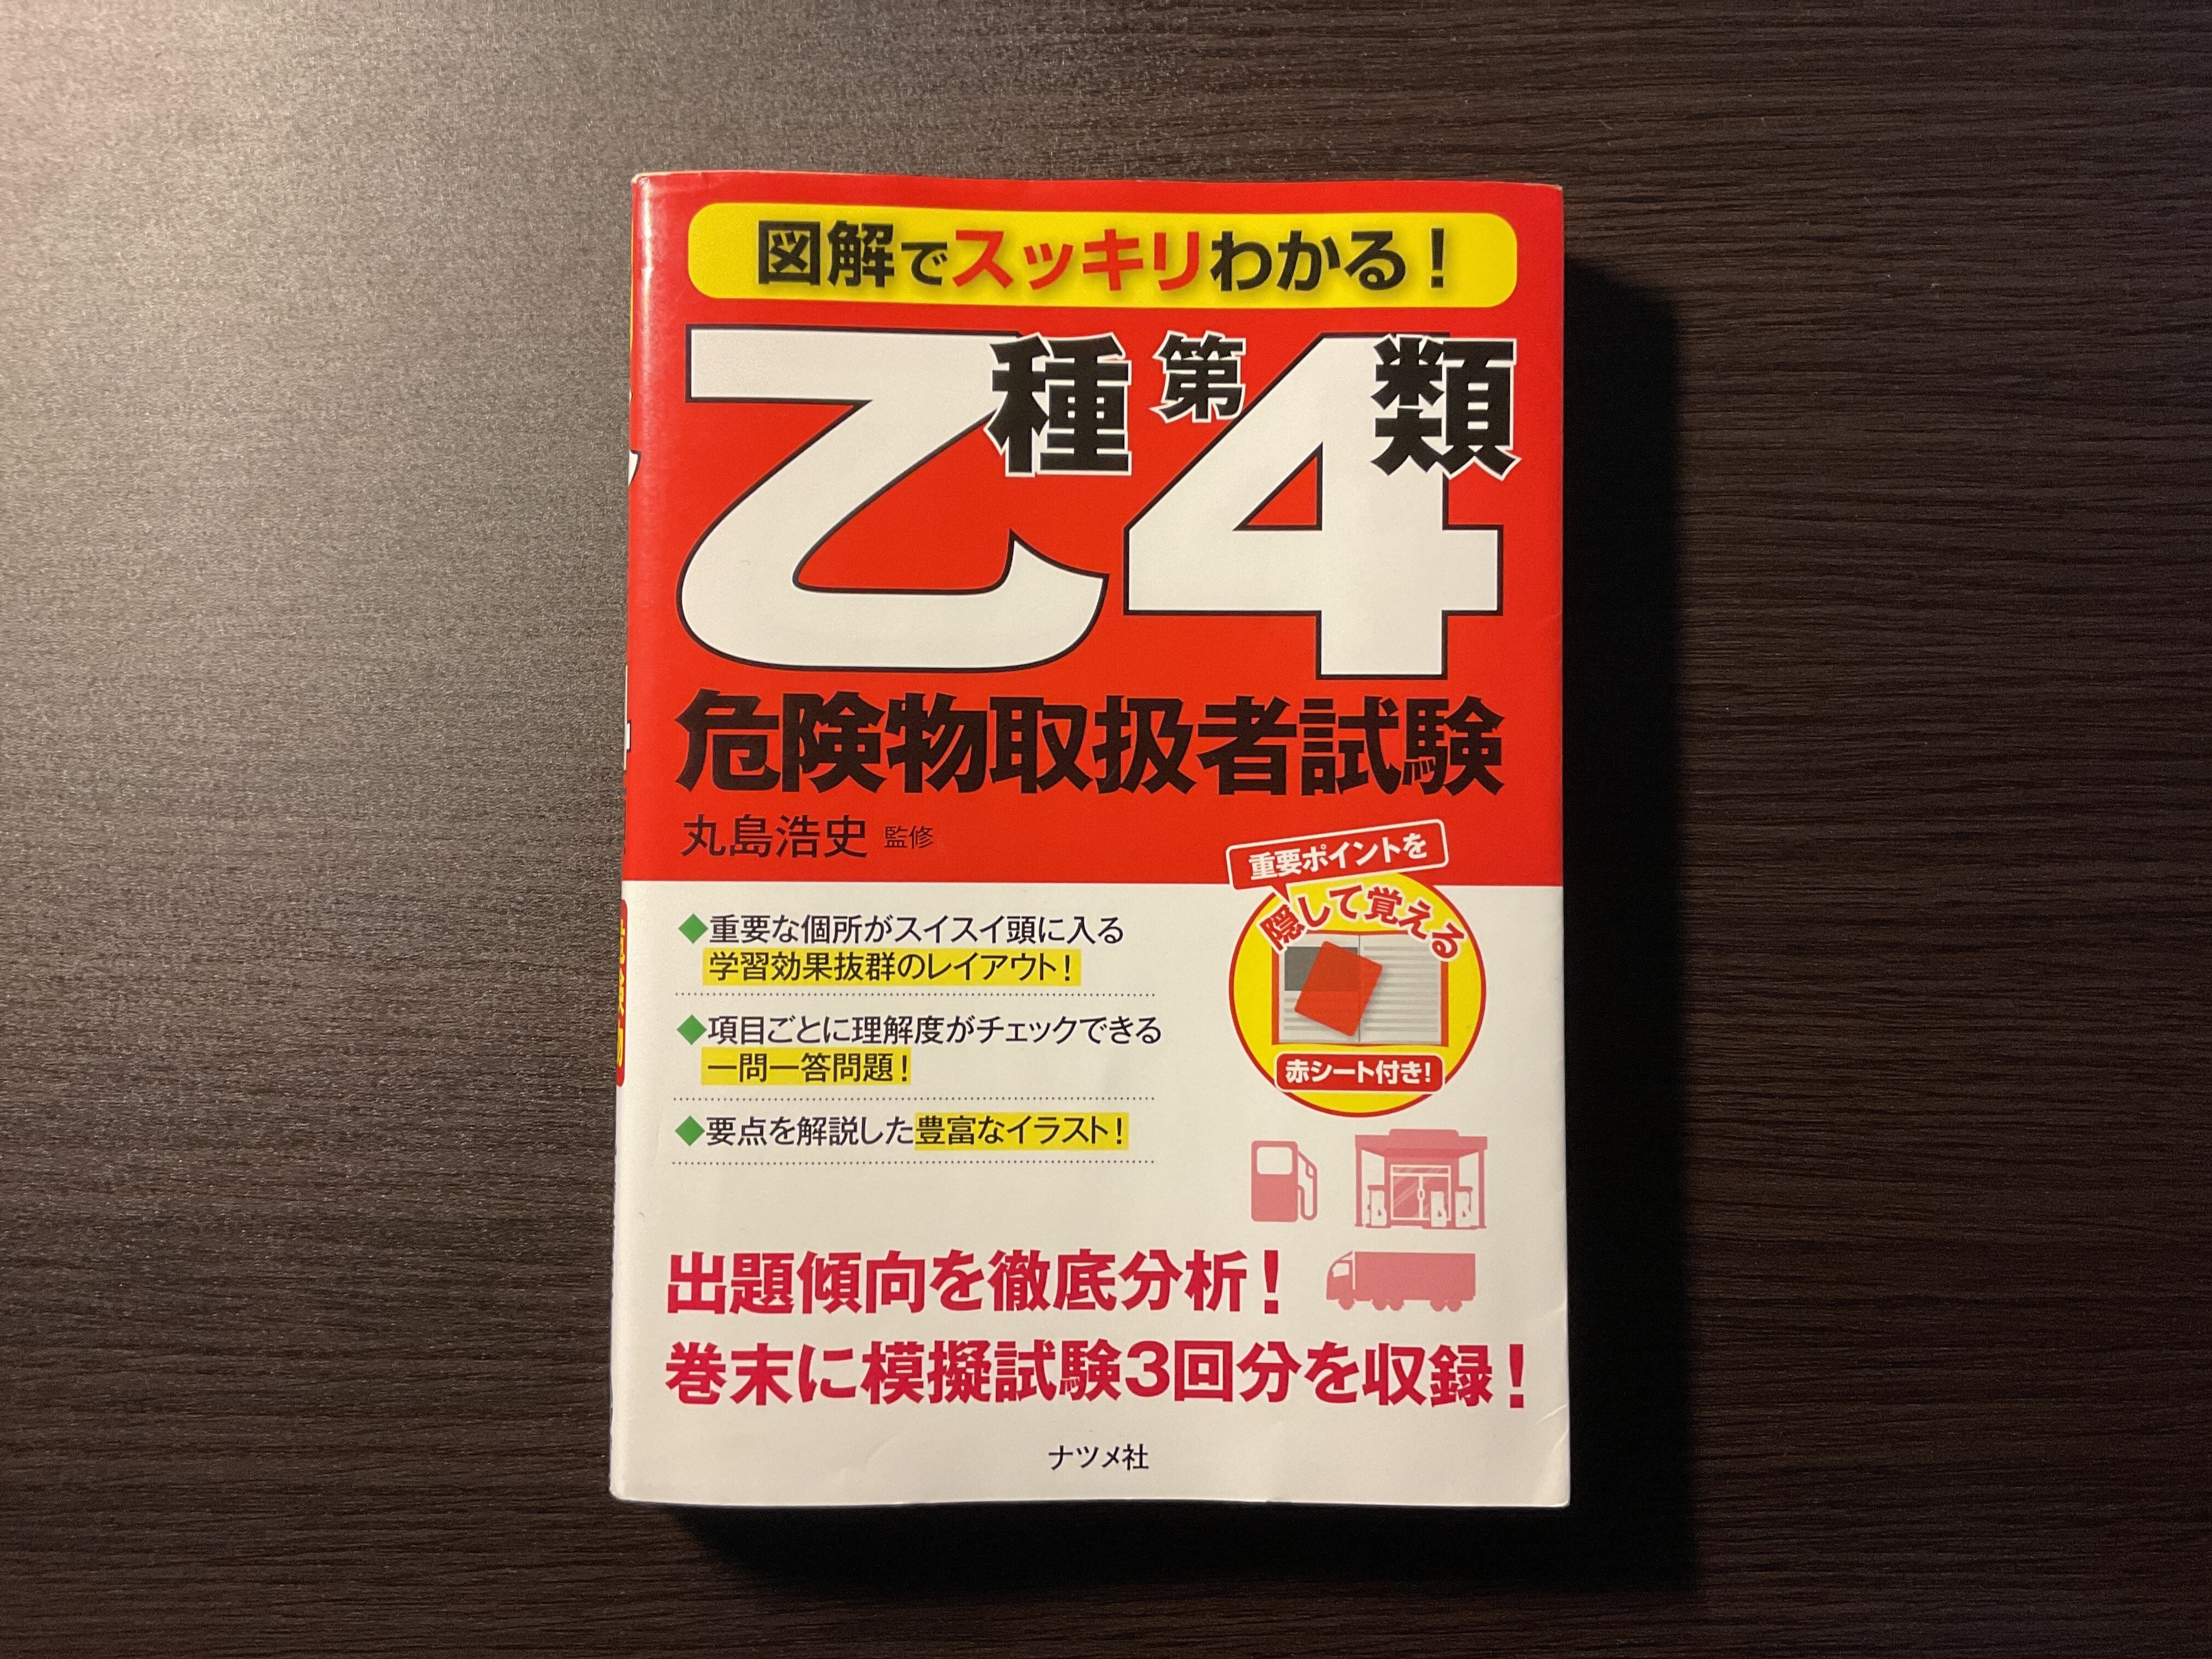 図解でスッキリわかる！
乙種第4類
危険物取扱者試験
丸島浩史 監修
重要ポイントを
隠して覚える
赤シート付き！
◆重要な個所がスイスイ頭に入る
学習効果抜群のレイアウト！
◆項目ごとに理解度がチェックできる
一問一答問題！
◆要点を解説した豊富なイラスト！
出題傾向を徹底分析！
巻末に模擬試験3回分を収録！
ナツメ社